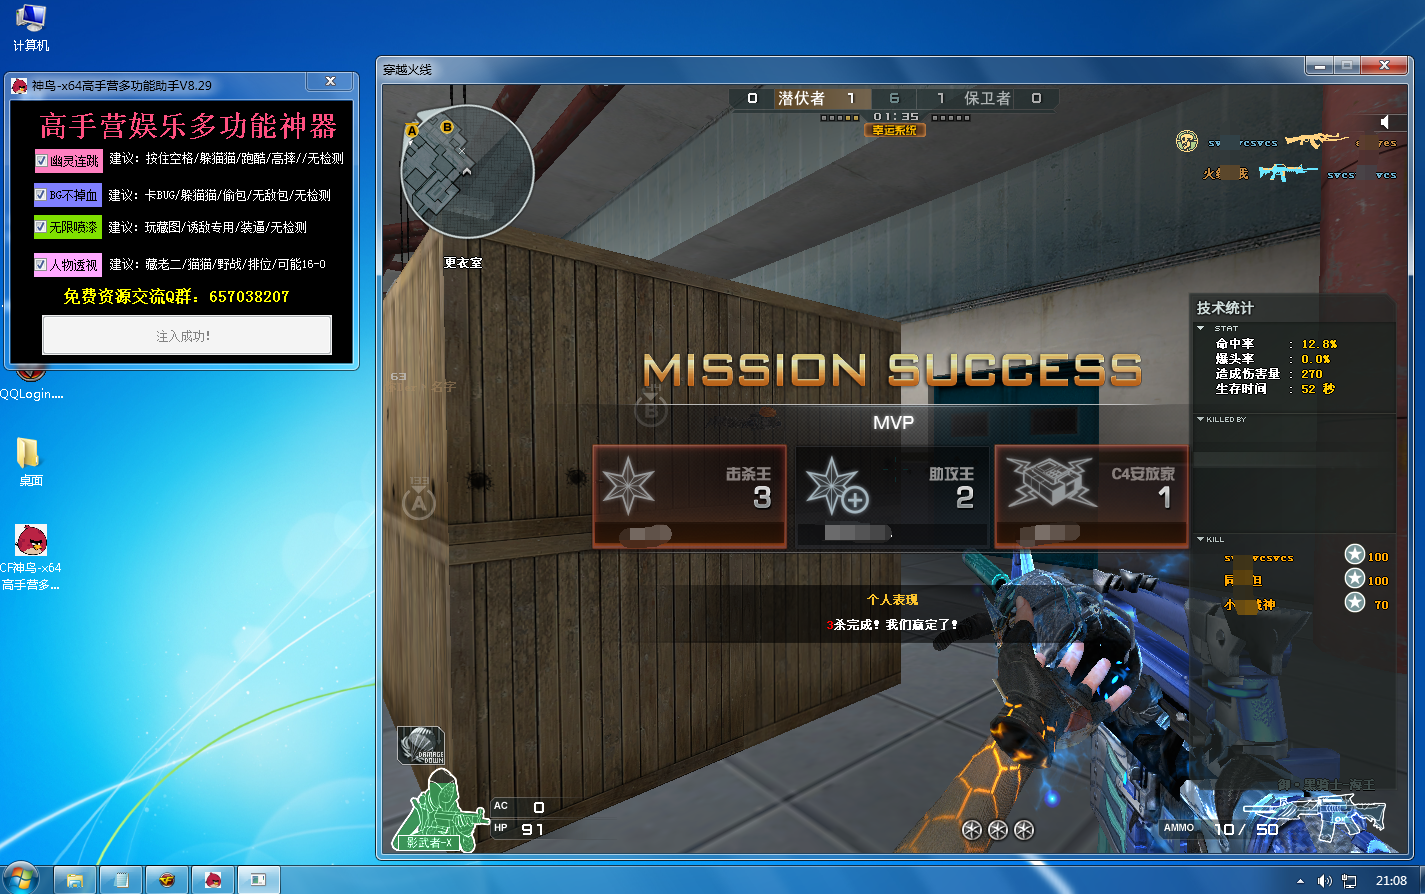 计算机
神鸟-x64高手营多功能助手V8.29
高手营娱乐多功能神器
幽灵连跳 建议：按住空格/躲猫猫/跑酷/高摔//无检测
BG不掉血 建议：卡BUG/躲猫猫/偷包/无敌包/无检测
无限喷漆 建议：玩藏图/诱敌专用/装逼/无检测
人物透视 建议：藏老二/猫猫/野战/排位/可能16-0
免费资源交流Q群：657038207
注入成功!
QQLogin....
桌面
CF神鸟-x64
高手营多...
穿越火线
0 潜伏者 1 6 1 保卫者 0
01:35
幸运系统
A
B
更衣室
63
名字
B
133
A
MISSION SUCCESS
MVP
击杀王
3
助攻王
2
C4安放家
1
个人表现
3杀完成! 我们赢定了!
技术统计
STAT
命中率 : 12.8%
爆头率 : 0.0%
造成伤害量 : 270
生存时间 : 52 秒
KILLED BY
KILL
100
100
70
DAMAGE
DOWN
AC 0
HP 91
影武者-X
御·黑骑士-海王
AMMO 10/ 50
21:08